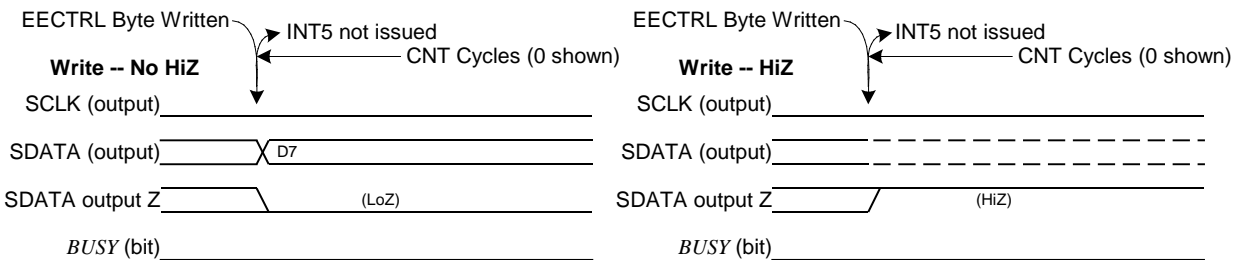 EECTRL Byte Written
INT5 not issued
CNT Cycles (0 shown)
Write -- No HiZ
SCLK (output)
SDATA (output)
D7
SDATA output Z
(LoZ)
BUSY (bit)
EECTRL Byte Written
INT5 not issued
CNT Cycles (0 shown)
Write -- HiZ
SCLK (output)
SDATA (output)
SDATA output Z
(HiZ)
BUSY (bit)